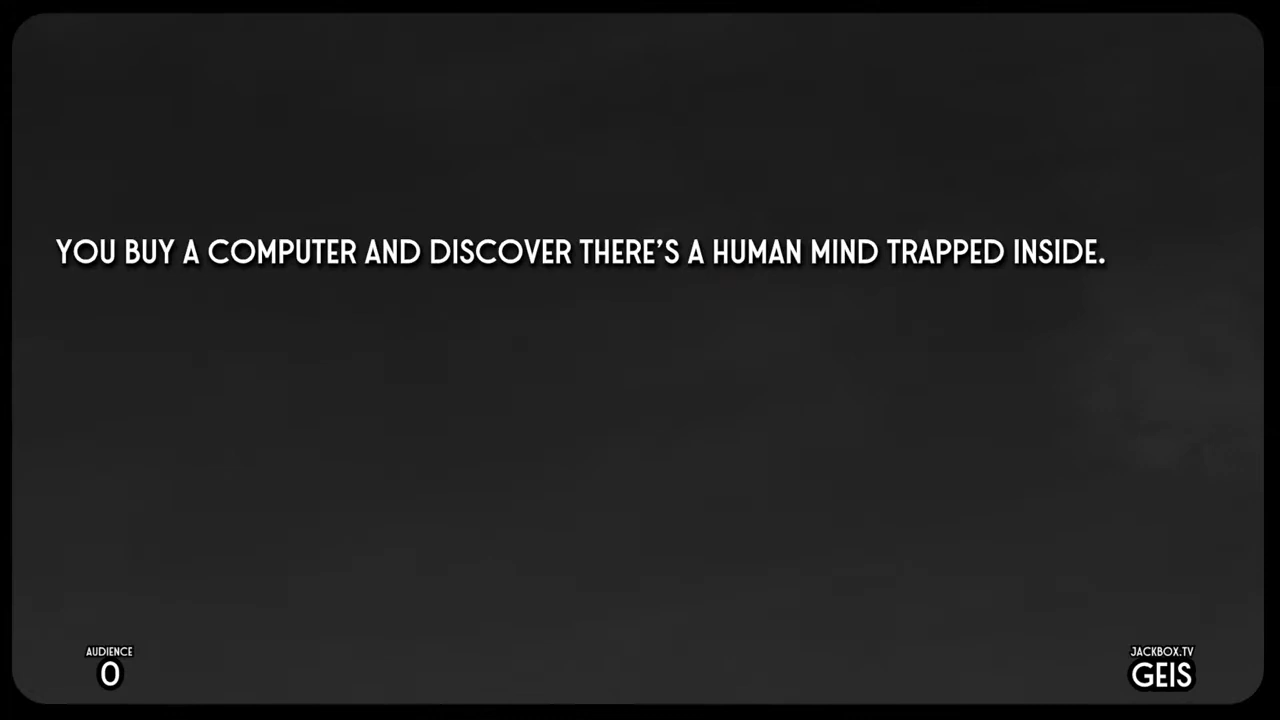 YOU BUY A COMPUTER AND DISCOVER THERE’S A HUMAN MIND TRAPPED INSIDE.
AUDIENCE
0
JACKBOX.TV
GEIS